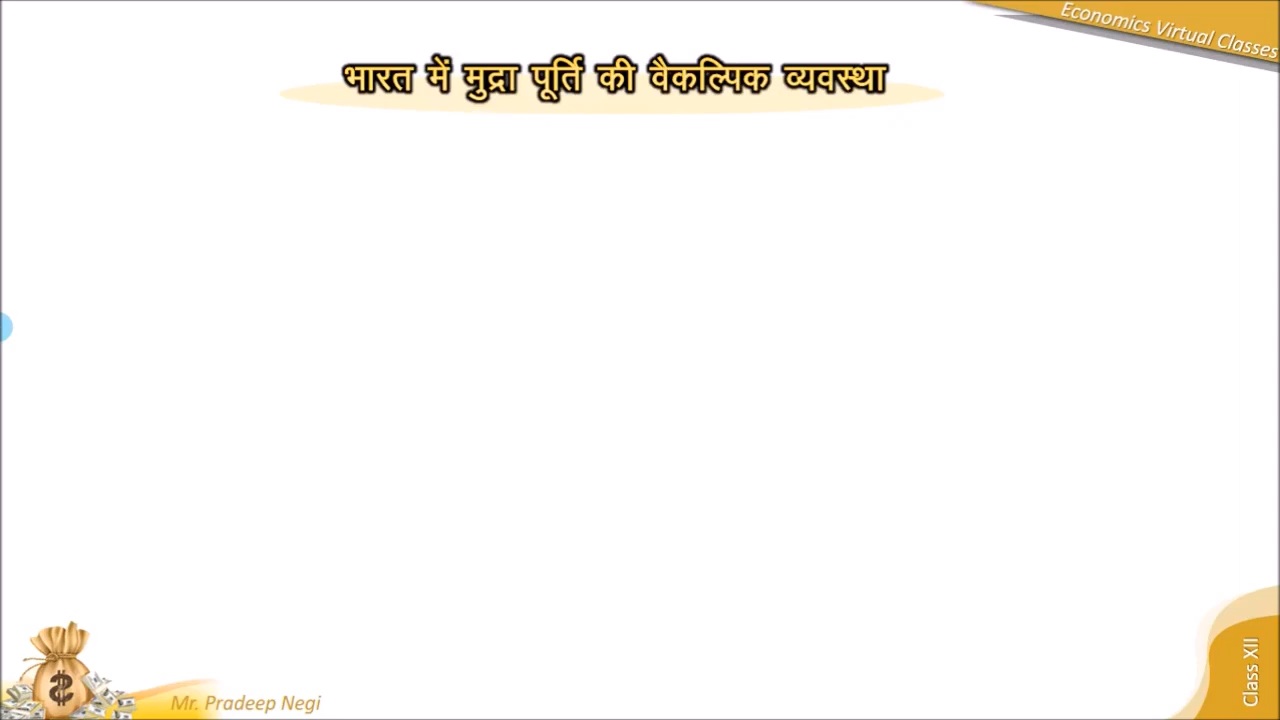 Economics Virtual Classes
भारत में मुद्रा पूर्ति की वैकल्पिक व्यवस्था
Mr. Pradeep Negi
Class XII